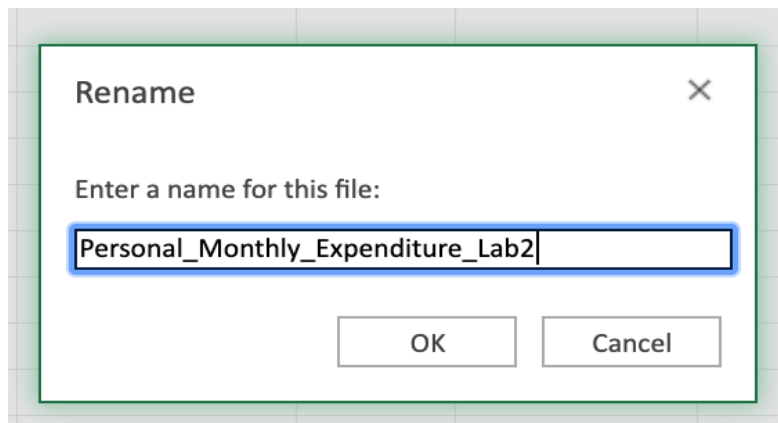 Rename
Enter a name for this file:
Personal_Monthly_Expenditure_Lab2
OK Cancel